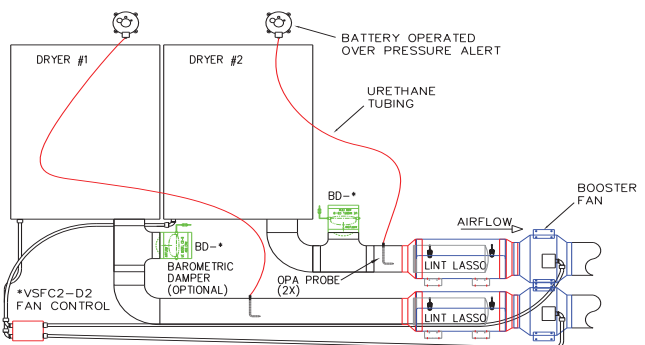 BATTERY OPERATED
OVER PRESSURE ALERT
DRYER #1
DRYER #2
URETHANE
TUBING
BOOSTER
FAN
BD-*
AIRFLOW
BD-*
BAROMETRIC
DAMPER
(OPTIONAL)
OPA PROBE
(2X)
LINT LASSO
*VSFC2-D2
FAN CONTROL
LINT LASSO